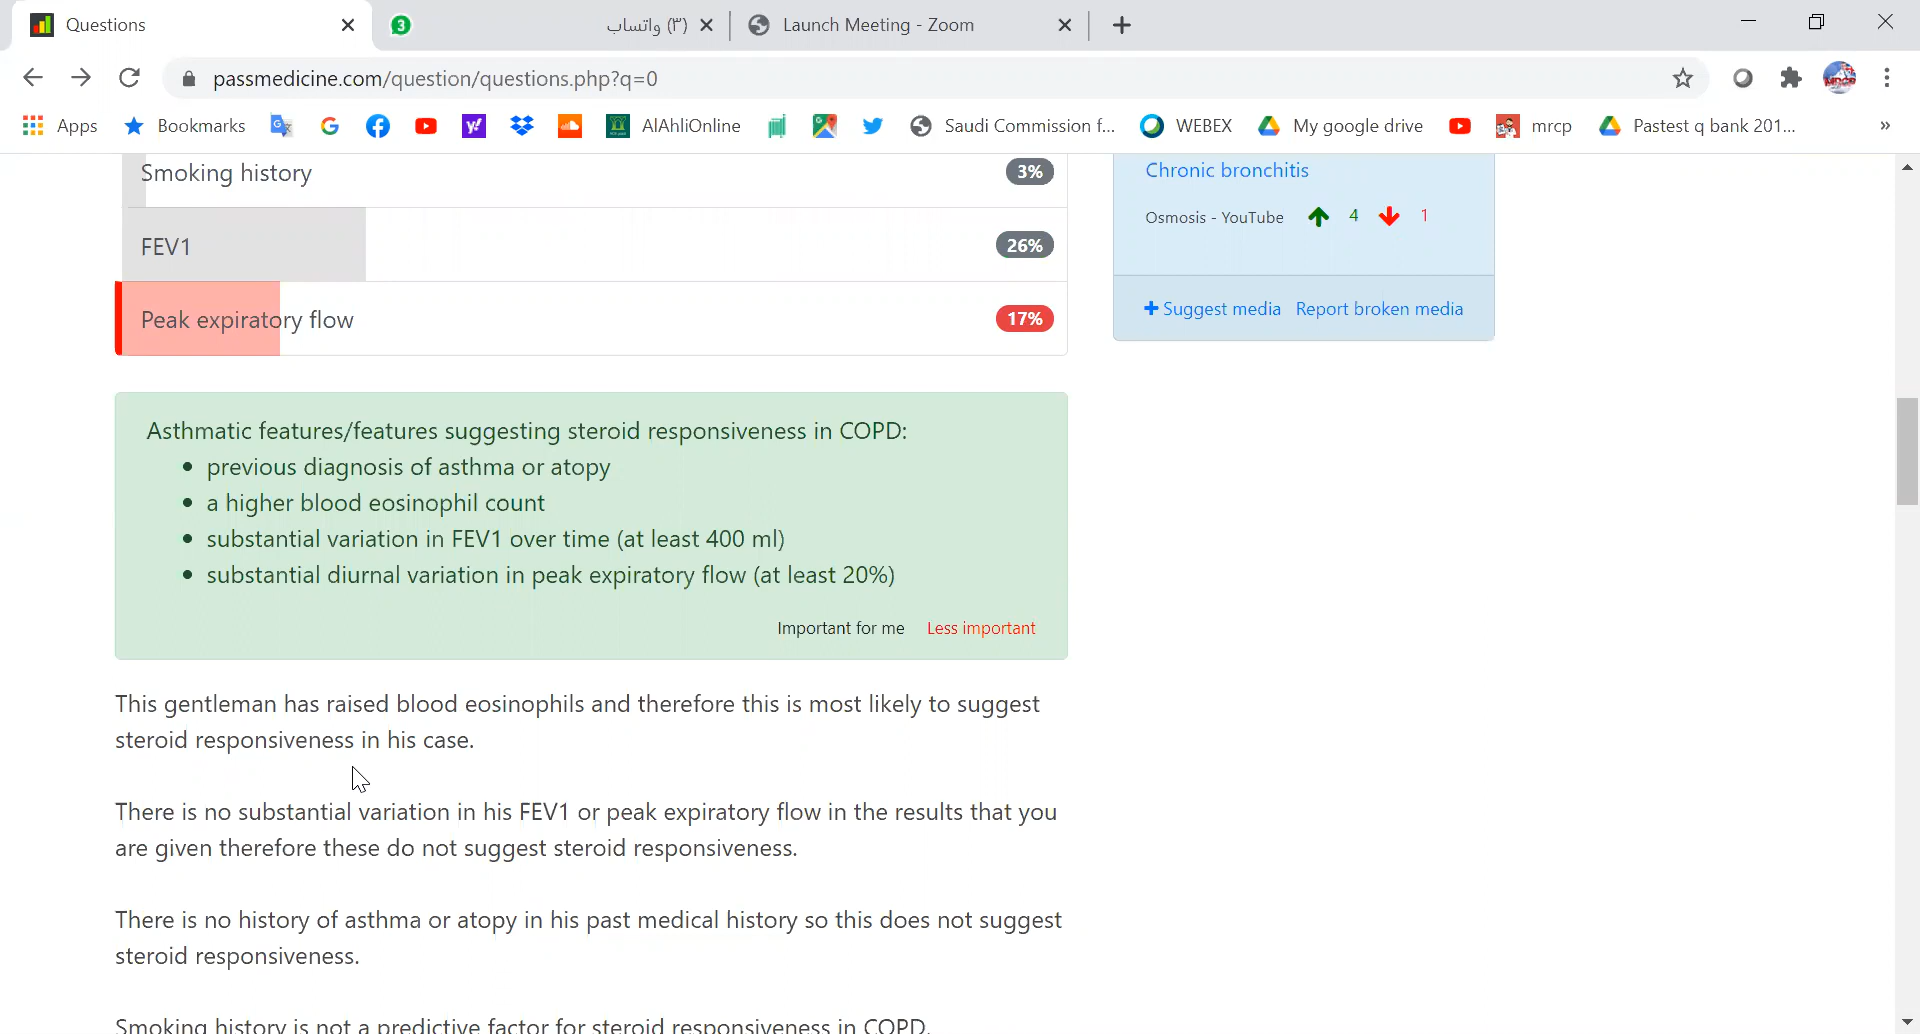 Questions
3
(٣) واتساب
Launch Meeting - Zoom
passmedicine.com/question/questions.php?q=0
Apps
Bookmarks
AlAhliOnline
Saudi Commission f...
WEBEX
My google drive
mrcp
Pastest q bank 201...
»
Smoking history
3%
FEV1
26%
Peak expiratory flow
17%
Chronic bronchitis
Osmosis - YouTube
4
1
Suggest media
Report broken media
Asthmatic features/features suggesting steroid responsiveness in COPD:
previous diagnosis of asthma or atopy
a higher blood eosinophil count
substantial variation in FEV1 over time (at least 400 ml)
substantial diurnal variation in peak expiratory flow (at least 20%)
Important for me
Less important
This gentleman has raised blood eosinophils and therefore this is most likely to suggest
steroid responsiveness in his case.
There is no substantial variation in his FEV1 or peak expiratory flow in the results that you
are given therefore these do not suggest steroid responsiveness.
There is no history of asthma or atopy in his past medical history so this does not suggest
steroid responsiveness.
Smoking history is not a predictive factor for steroid responsiveness in COPD.